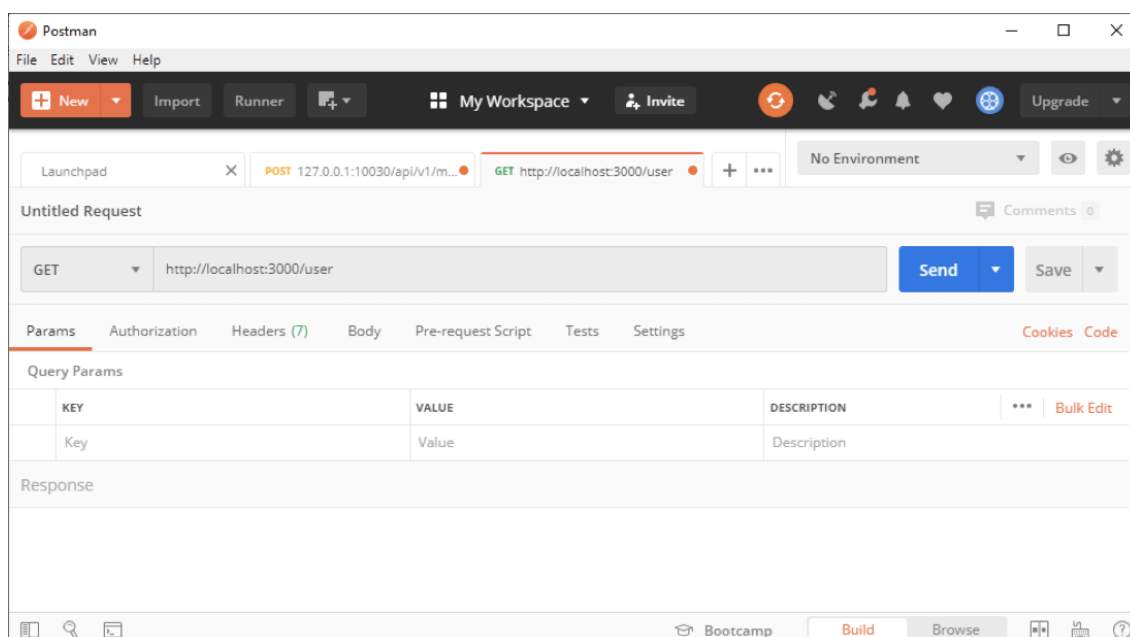 Postman
File Edit View Help
New Import Runner My Workspace Invite Upgrade
Launchpad POST 127.0.0.1:10030/api/v1/m... GET http://localhost:3000/user No Environment
Untitled Request Comments 0
GET http://localhost:3000/user Send Save
Params Authorization Headers (7) Body Pre-request Script Tests Settings Cookies Code
Query Params
KEY VALUE DESCRIPTION Bulk Edit
Key Value Description
Response
Bootcamp Build Browse